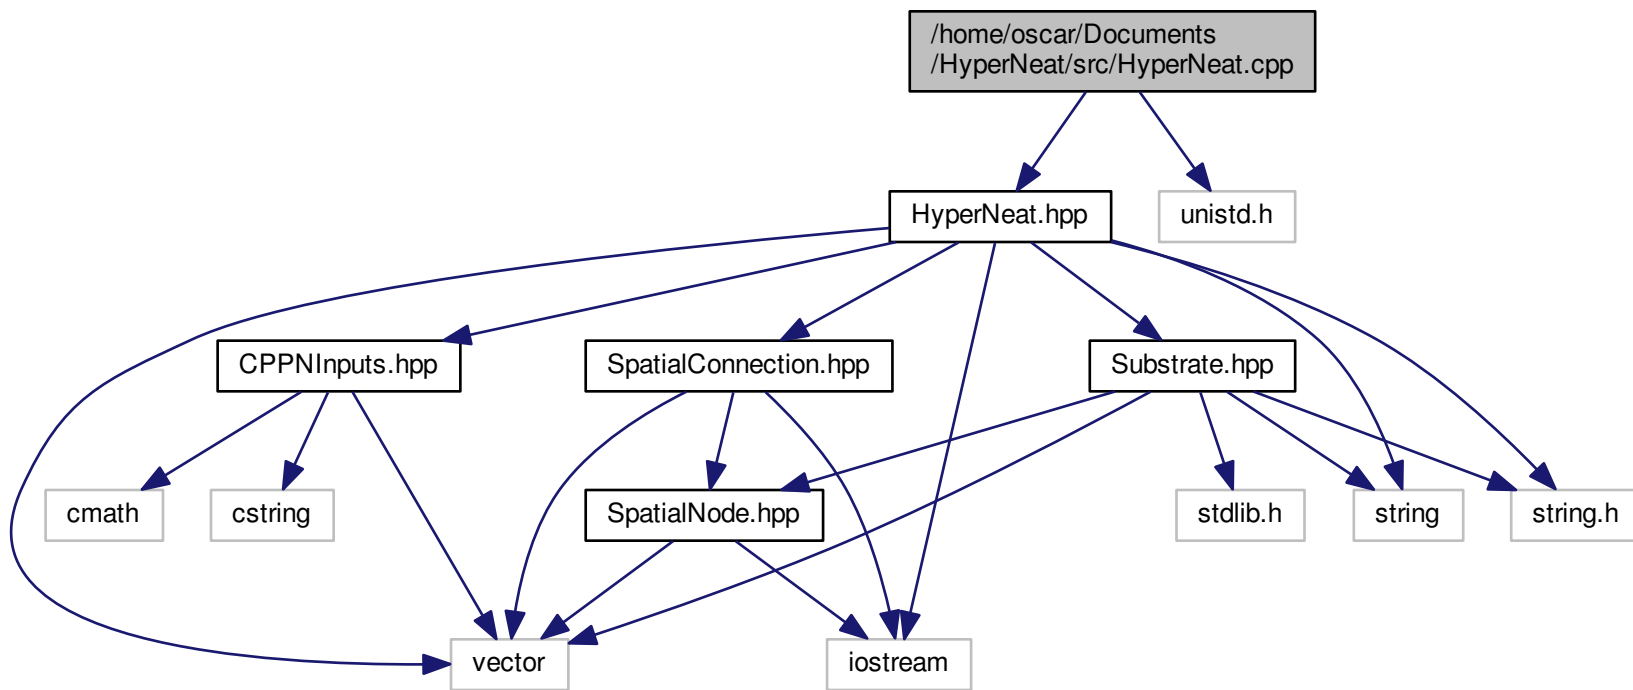 /home/oscar/Documents
/HyperNeat/src/HyperNeat.cpp
HyperNeat.hpp
unistd.h
CPPNInputs.hpp
SpatialConnection.hpp
Substrate.hpp
cmath
cstring
SpatialNode.hpp
stdlib.h
string
string.h
vector
iostream